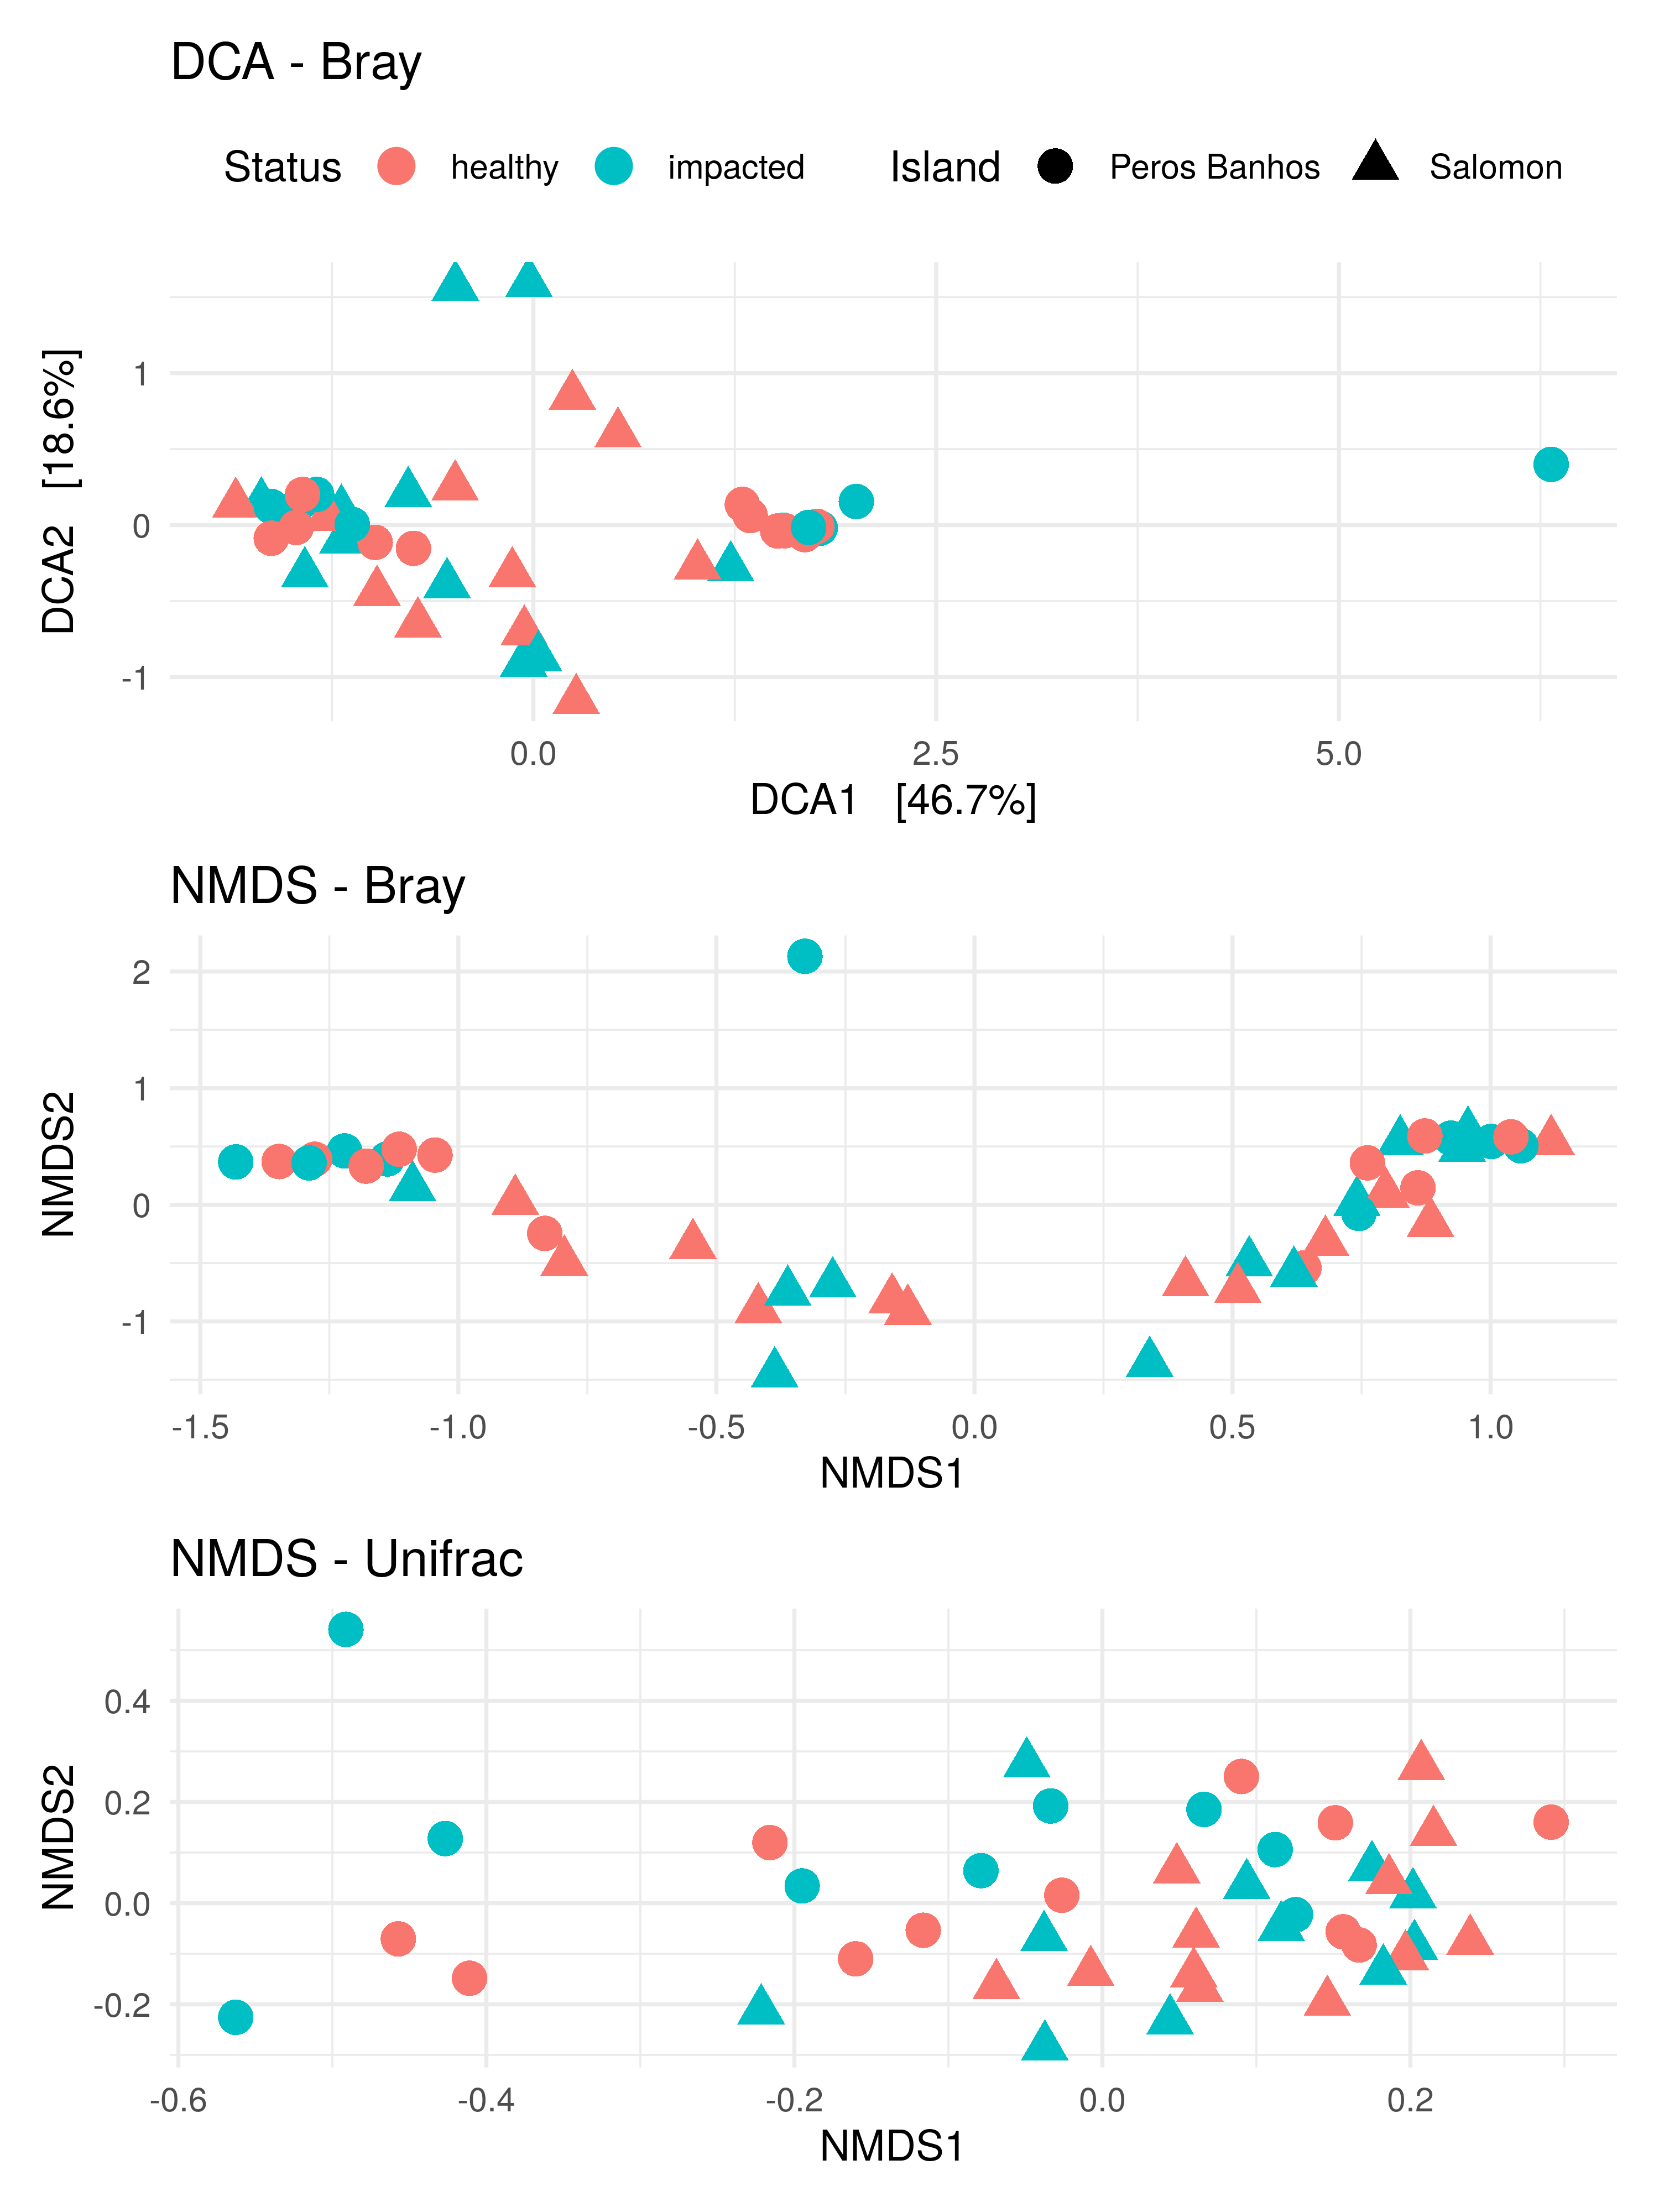 DCA - Bray
Status healthy impacted Island Peros Banhos Salomon
DCA2 [18.6%]
1
0
-1
0.0 2.5 5.0
DCA1 [46.7%]
NMDS - Bray
NMDS2
2
1
0
-1
-1.5 -1.0 -0.5 0.0 0.5 1.0
NMDS1
NMDS - Unifrac
NMDS2
0.4
0.2
0.0
-0.2
-0.6 -0.4 -0.2 0.0 0.2
NMDS1